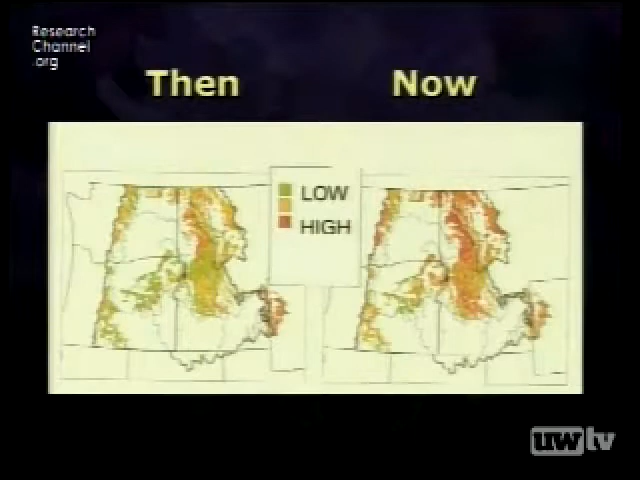 Research
Channel
.org
Then
Now
LOW
HIGH
uwtv